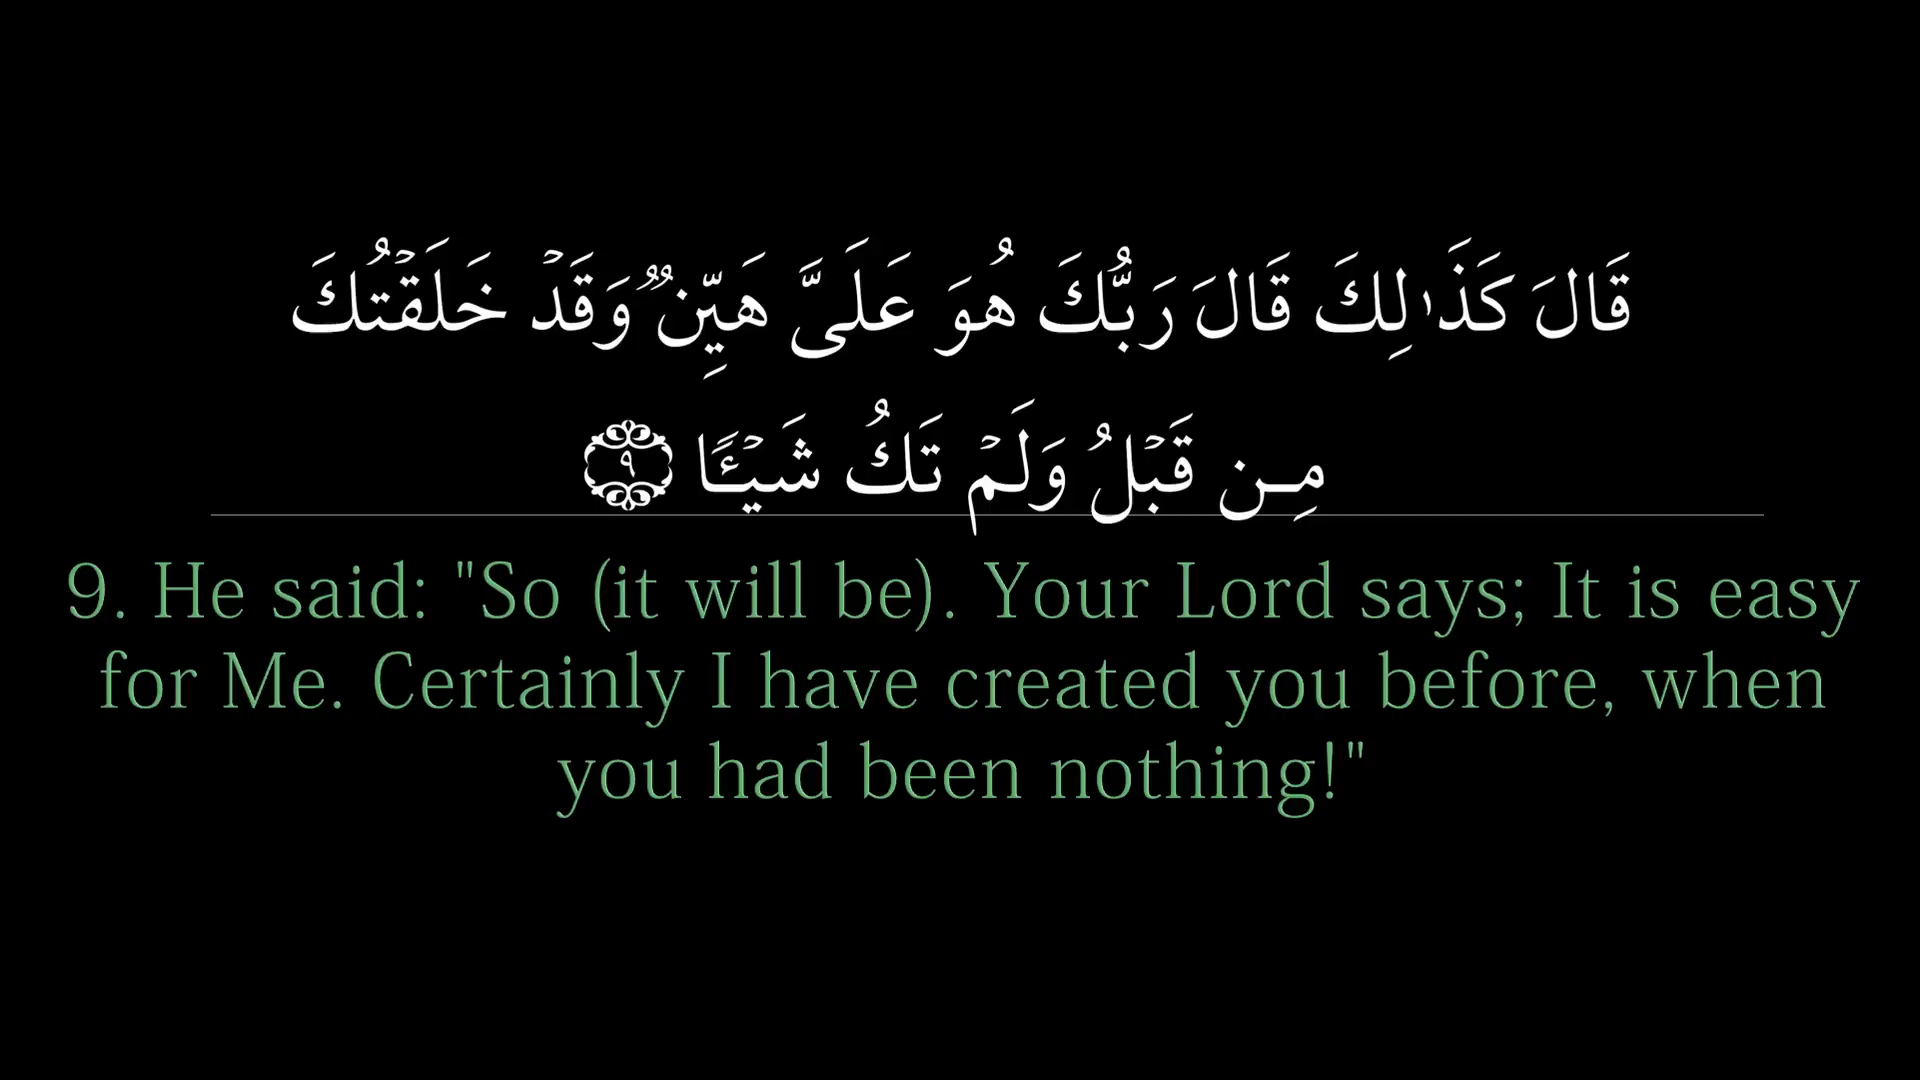 قَالَ كَذَٰلِكَ قَالَ رَبُّكَ هُوَ عَلَىَّ هَيِّنٌ وَقَدْ خَلَقْتُكَ
مِن قَبْلُ وَلَمْ تَكُ شَيْـًٔا ٩
9. He said: "So (it will be). Your Lord says; It is easy
for Me. Certainly I have created you before, when
you had been nothing!"